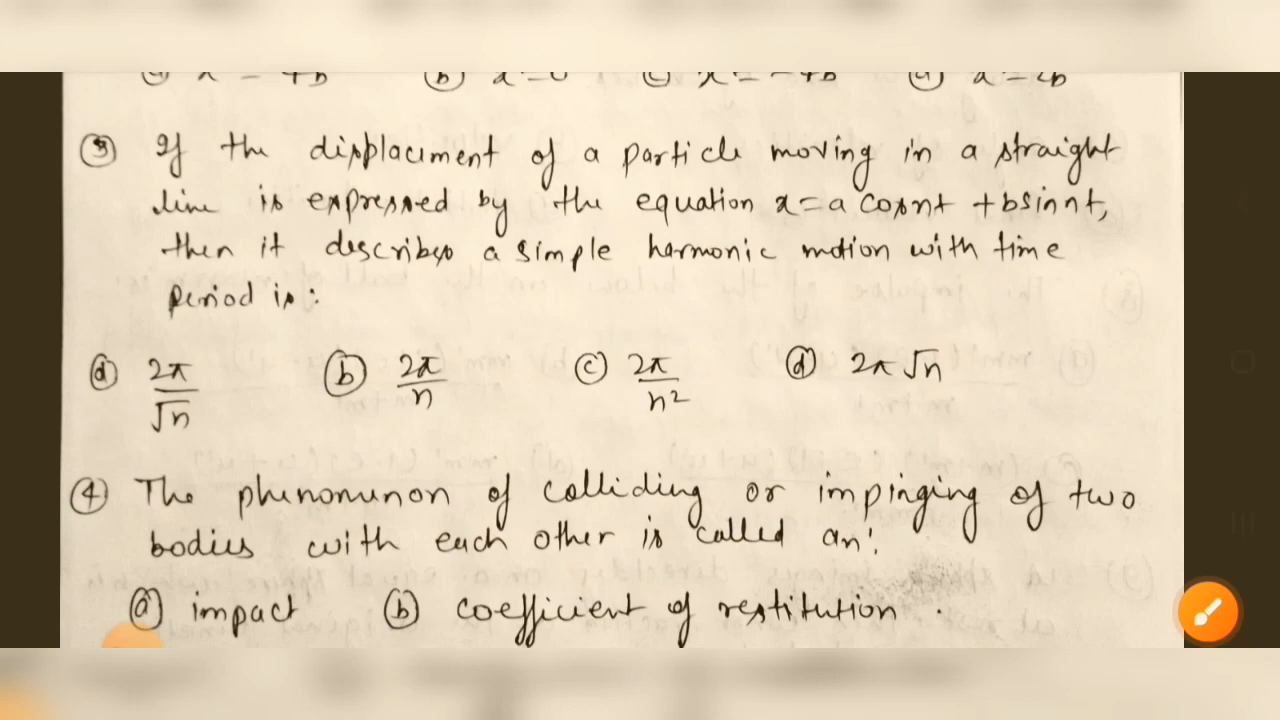 ③ If the displacment of a particle moving in a straight
line is expressed by the equation x=a cosnt +bsinnt,
then it describes a simple harmonic motion with time
period is:
ⓐ 2π/√n ⓑ 2π/n ⓒ 2π/n² ⓓ 2π√n
④ The phenomenon of colliding or impinging of two
bodies with each other is called an:
ⓐ impact ⓑ coefficient of restitution .